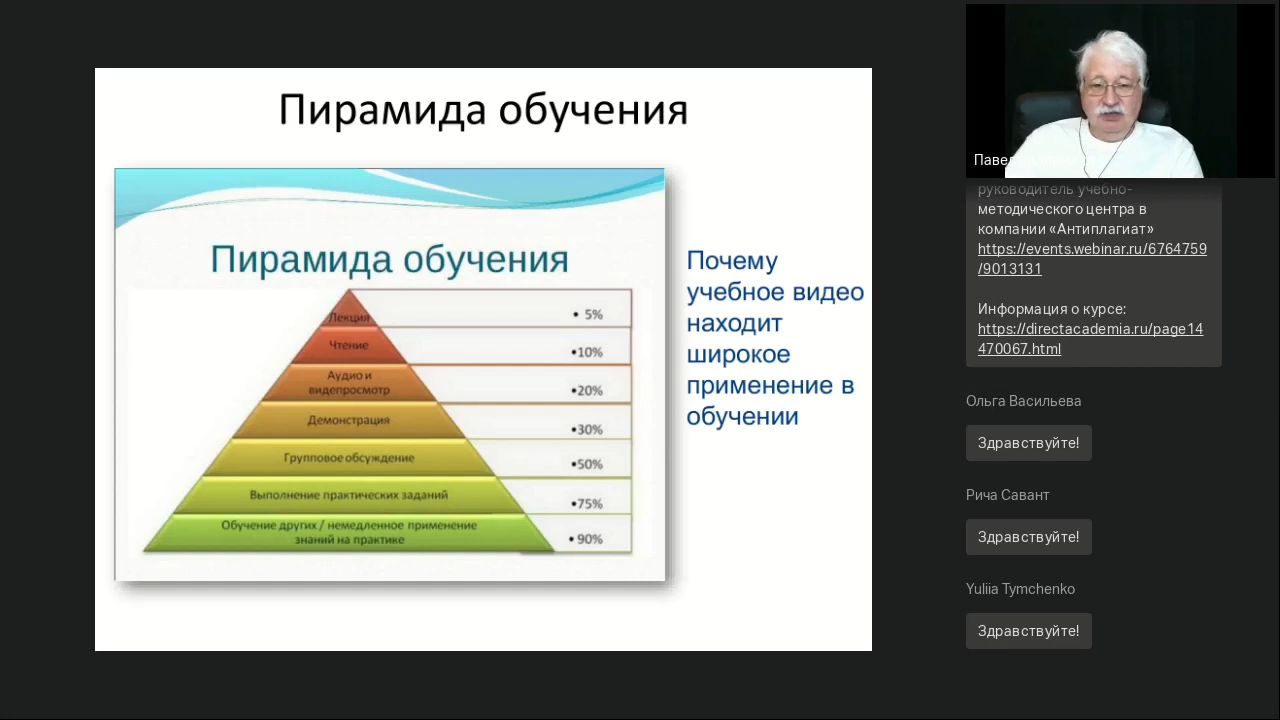 Пирамида обучения
Пирамида обучения
Лекция
• 5%
Чтение
•10%
Аудио и
видепросмотр
•20%
Демонстрация
•30%
Групповое обсуждение
•50%
Выполнение практических заданий
•75%
Обучение других / немедленное применение
знаний на практике
• 90%
Почему
учебное видео
находит
широкое
применение в
обучении
руководитель учебно-
методического центра в
компании «Антиплагиат»
https://events.webinar.ru/6764759
/9013131
Информация о курсе:
https://directacademia.ru/page14
470067.html
Ольга Васильева
Здравствуйте!
Рича Савант
Здравствуйте!
Yuliia Tymchenko
Здравствуйте!